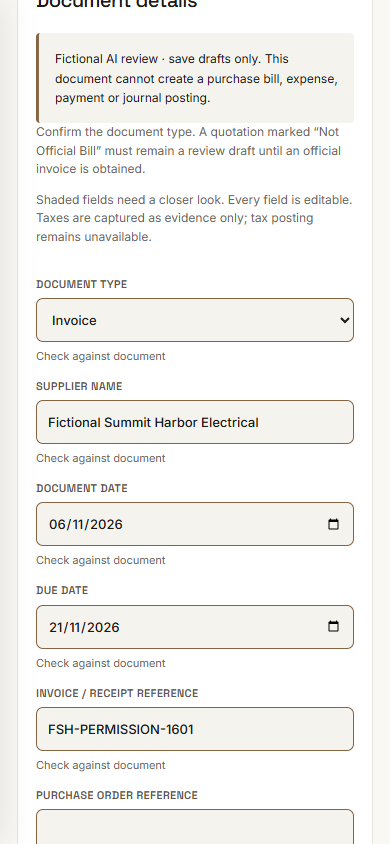 Document details
Fictional AI review · save drafts only. This
document cannot create a purchase bill, expense,
payment or journal posting.
Confirm the document type. A quotation marked “Not
Official Bill” must remain a review draft until an official
invoice is obtained.
Shaded fields need a closer look. Every field is editable.
Taxes are captured as evidence only; tax posting
remains unavailable.
DOCUMENT TYPE
Invoice
Check against document
SUPPLIER NAME
Fictional Summit Harbor Electrical
Check against document
DOCUMENT DATE
06/11/2026
Check against document
DUE DATE
21/11/2026
Check against document
INVOICE / RECEIPT REFERENCE
FSH-PERMISSION-1601
Check against document
PURCHASE ORDER REFERENCE